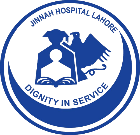 JINNAH HOSPITAL LAHORE
DIGNITY IN SERVICE